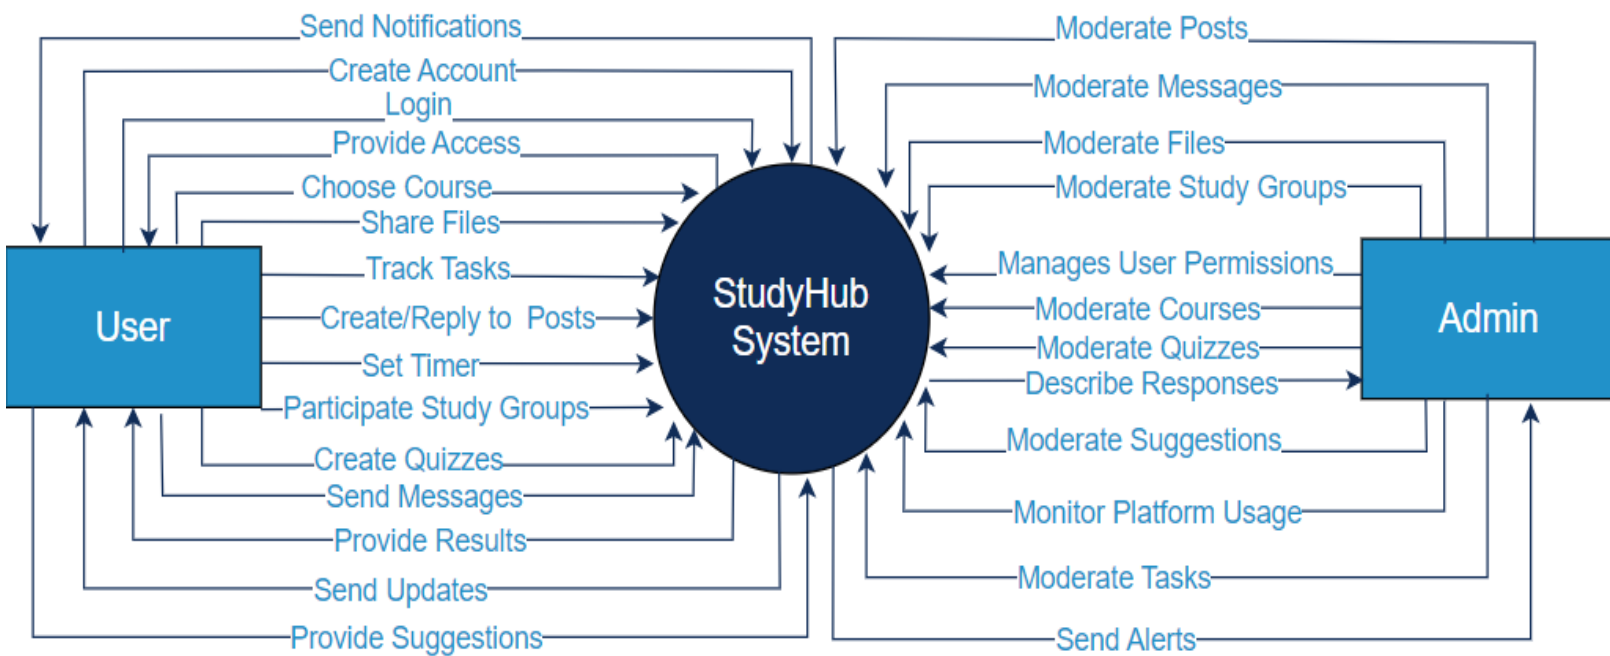 Send Notifications
Create Account
Login
Provide Access
Choose Course
Share Files
Track Tasks
Create/Reply to Posts
Set Timer
Participate Study Groups
Create Quizzes
Send Messages
Provide Results
Send Updates
Provide Suggestions
User
StudyHub
System
Moderate Posts
Moderate Messages
Moderate Files
Moderate Study Groups
Manages User Permissions
Moderate Courses
Moderate Quizzes
Describe Responses
Moderate Suggestions
Monitor Platform Usage
Moderate Tasks
Send Alerts
Admin